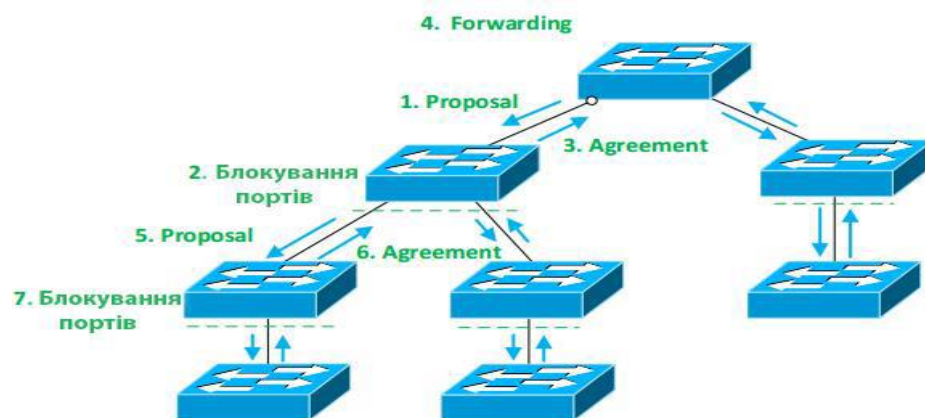 4. Forwarding
1. Proposal
3. Agreement
2. Блокування
портів
5. Proposal
6. Agreement
7. Блокування
портів